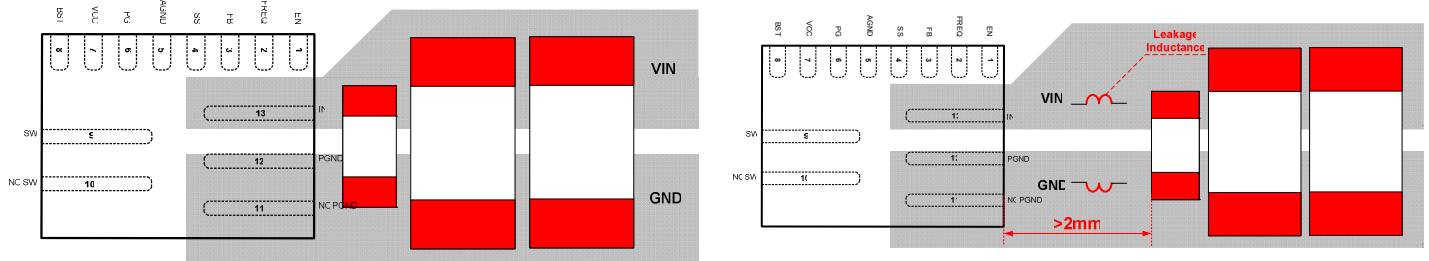 BST VCC PG AGND SS FB FREQ EN
8 7 6 5 4 3 2 1
VIN
13 IN
SW 9
12 PGND
NC SW 10
GND
11 NC PGND
BST VCC PG AGND SS FB FREQ EN
8 7 6 5 4 3 2 1
Leakage
Inductance
VIN
IN
SW 9
PGND
NC SW
GND
NC PGND
>2mm